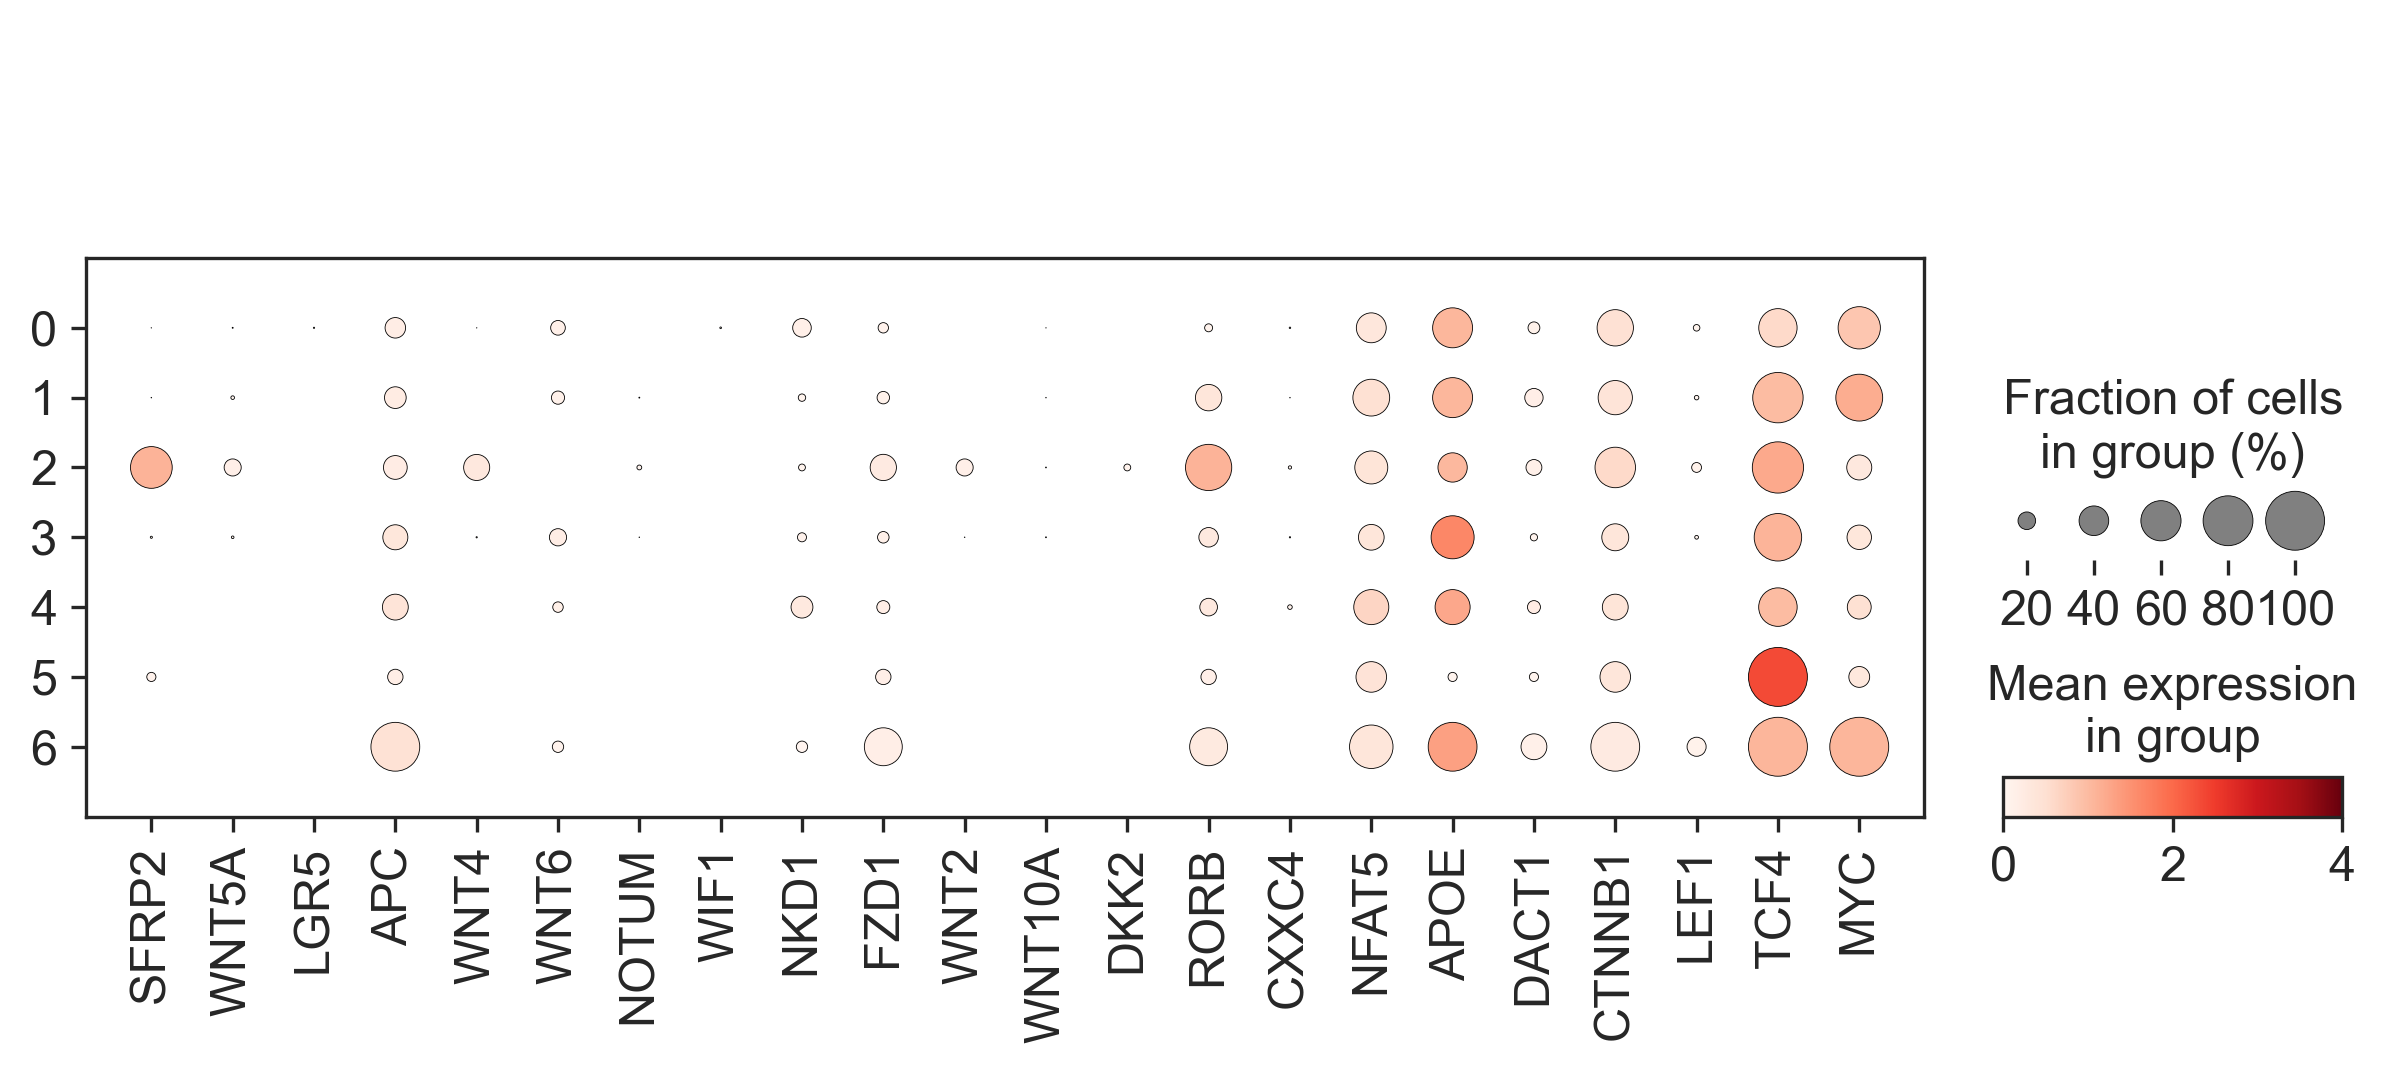 0
1
2
3
4
5
6
SFRP2
WNT5A
LGR5
APC
WNT4
WNT6
NOTUM
WIF1
NKD1
FZD1
WNT2
WNT10A
DKK2
RORB
CXXC4
NFAT5
APOE
DACT1
CTNNB1
LEF1
TCF4
MYC
Fraction of cells
in group (%)
20 40 60 80 100
Mean expression
in group
0 2 4